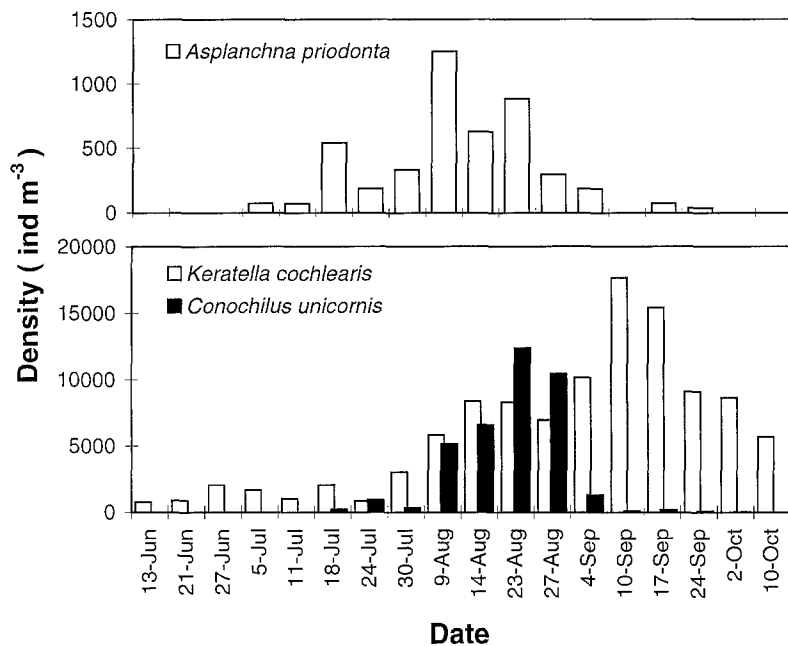 1500
Asplanchna priodonta
1000
500
0
Density ( ind m⁻³ )
20000
Keratella cochlearis
Conochilus unicornis
15000
10000
5000
0
13-Jun
21-Jun
27-Jun
5-Jul
11-Jul
18-Jul
24-Jul
30-Jul
9-Aug
14-Aug
23-Aug
27-Aug
4-Sep
10-Sep
17-Sep
24-Sep
2-Oct
10-Oct
Date